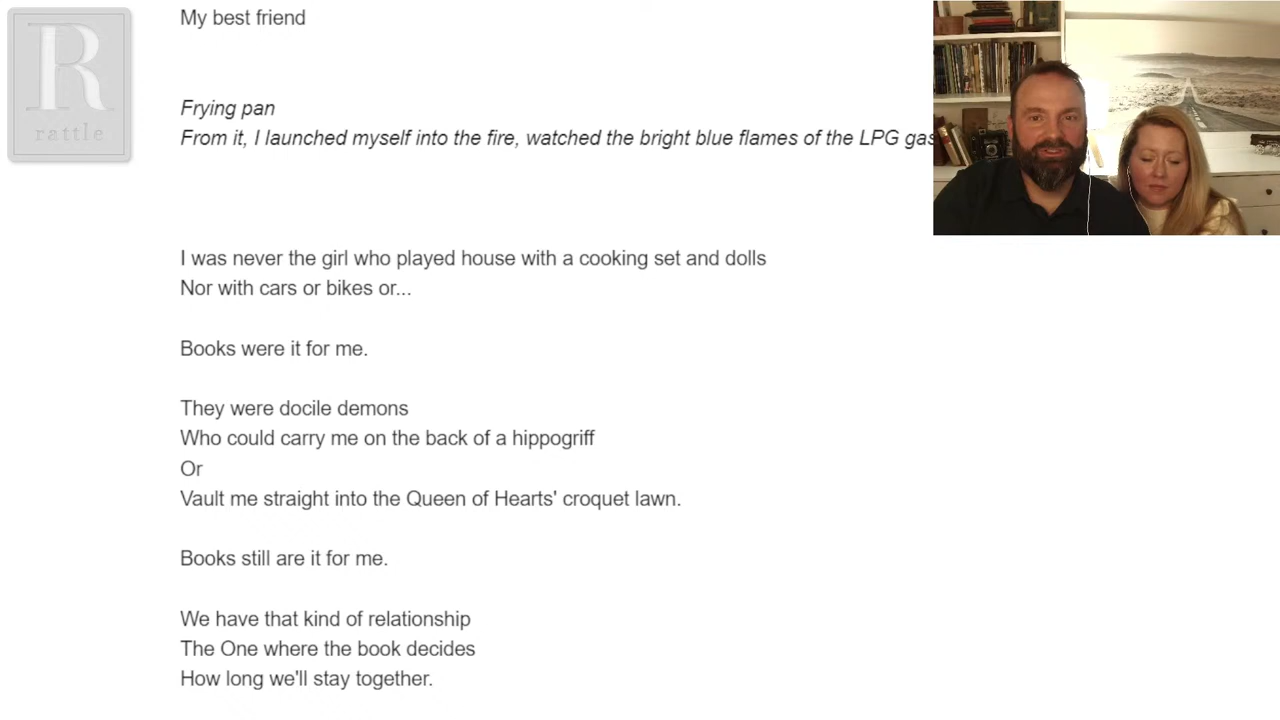 R
rattle
My best friend
Frying pan
From it, I launched myself into the fire, watched the bright blue flames of the LPG gas
I was never the girl who played house with a cooking set and dolls
Nor with cars or bikes or...
Books were it for me.
They were docile demons
Who could carry me on the back of a hippogriff
Or
Vault me straight into the Queen of Hearts' croquet lawn.
Books still are it for me.
We have that kind of relationship
The One where the book decides
How long we'll stay together.